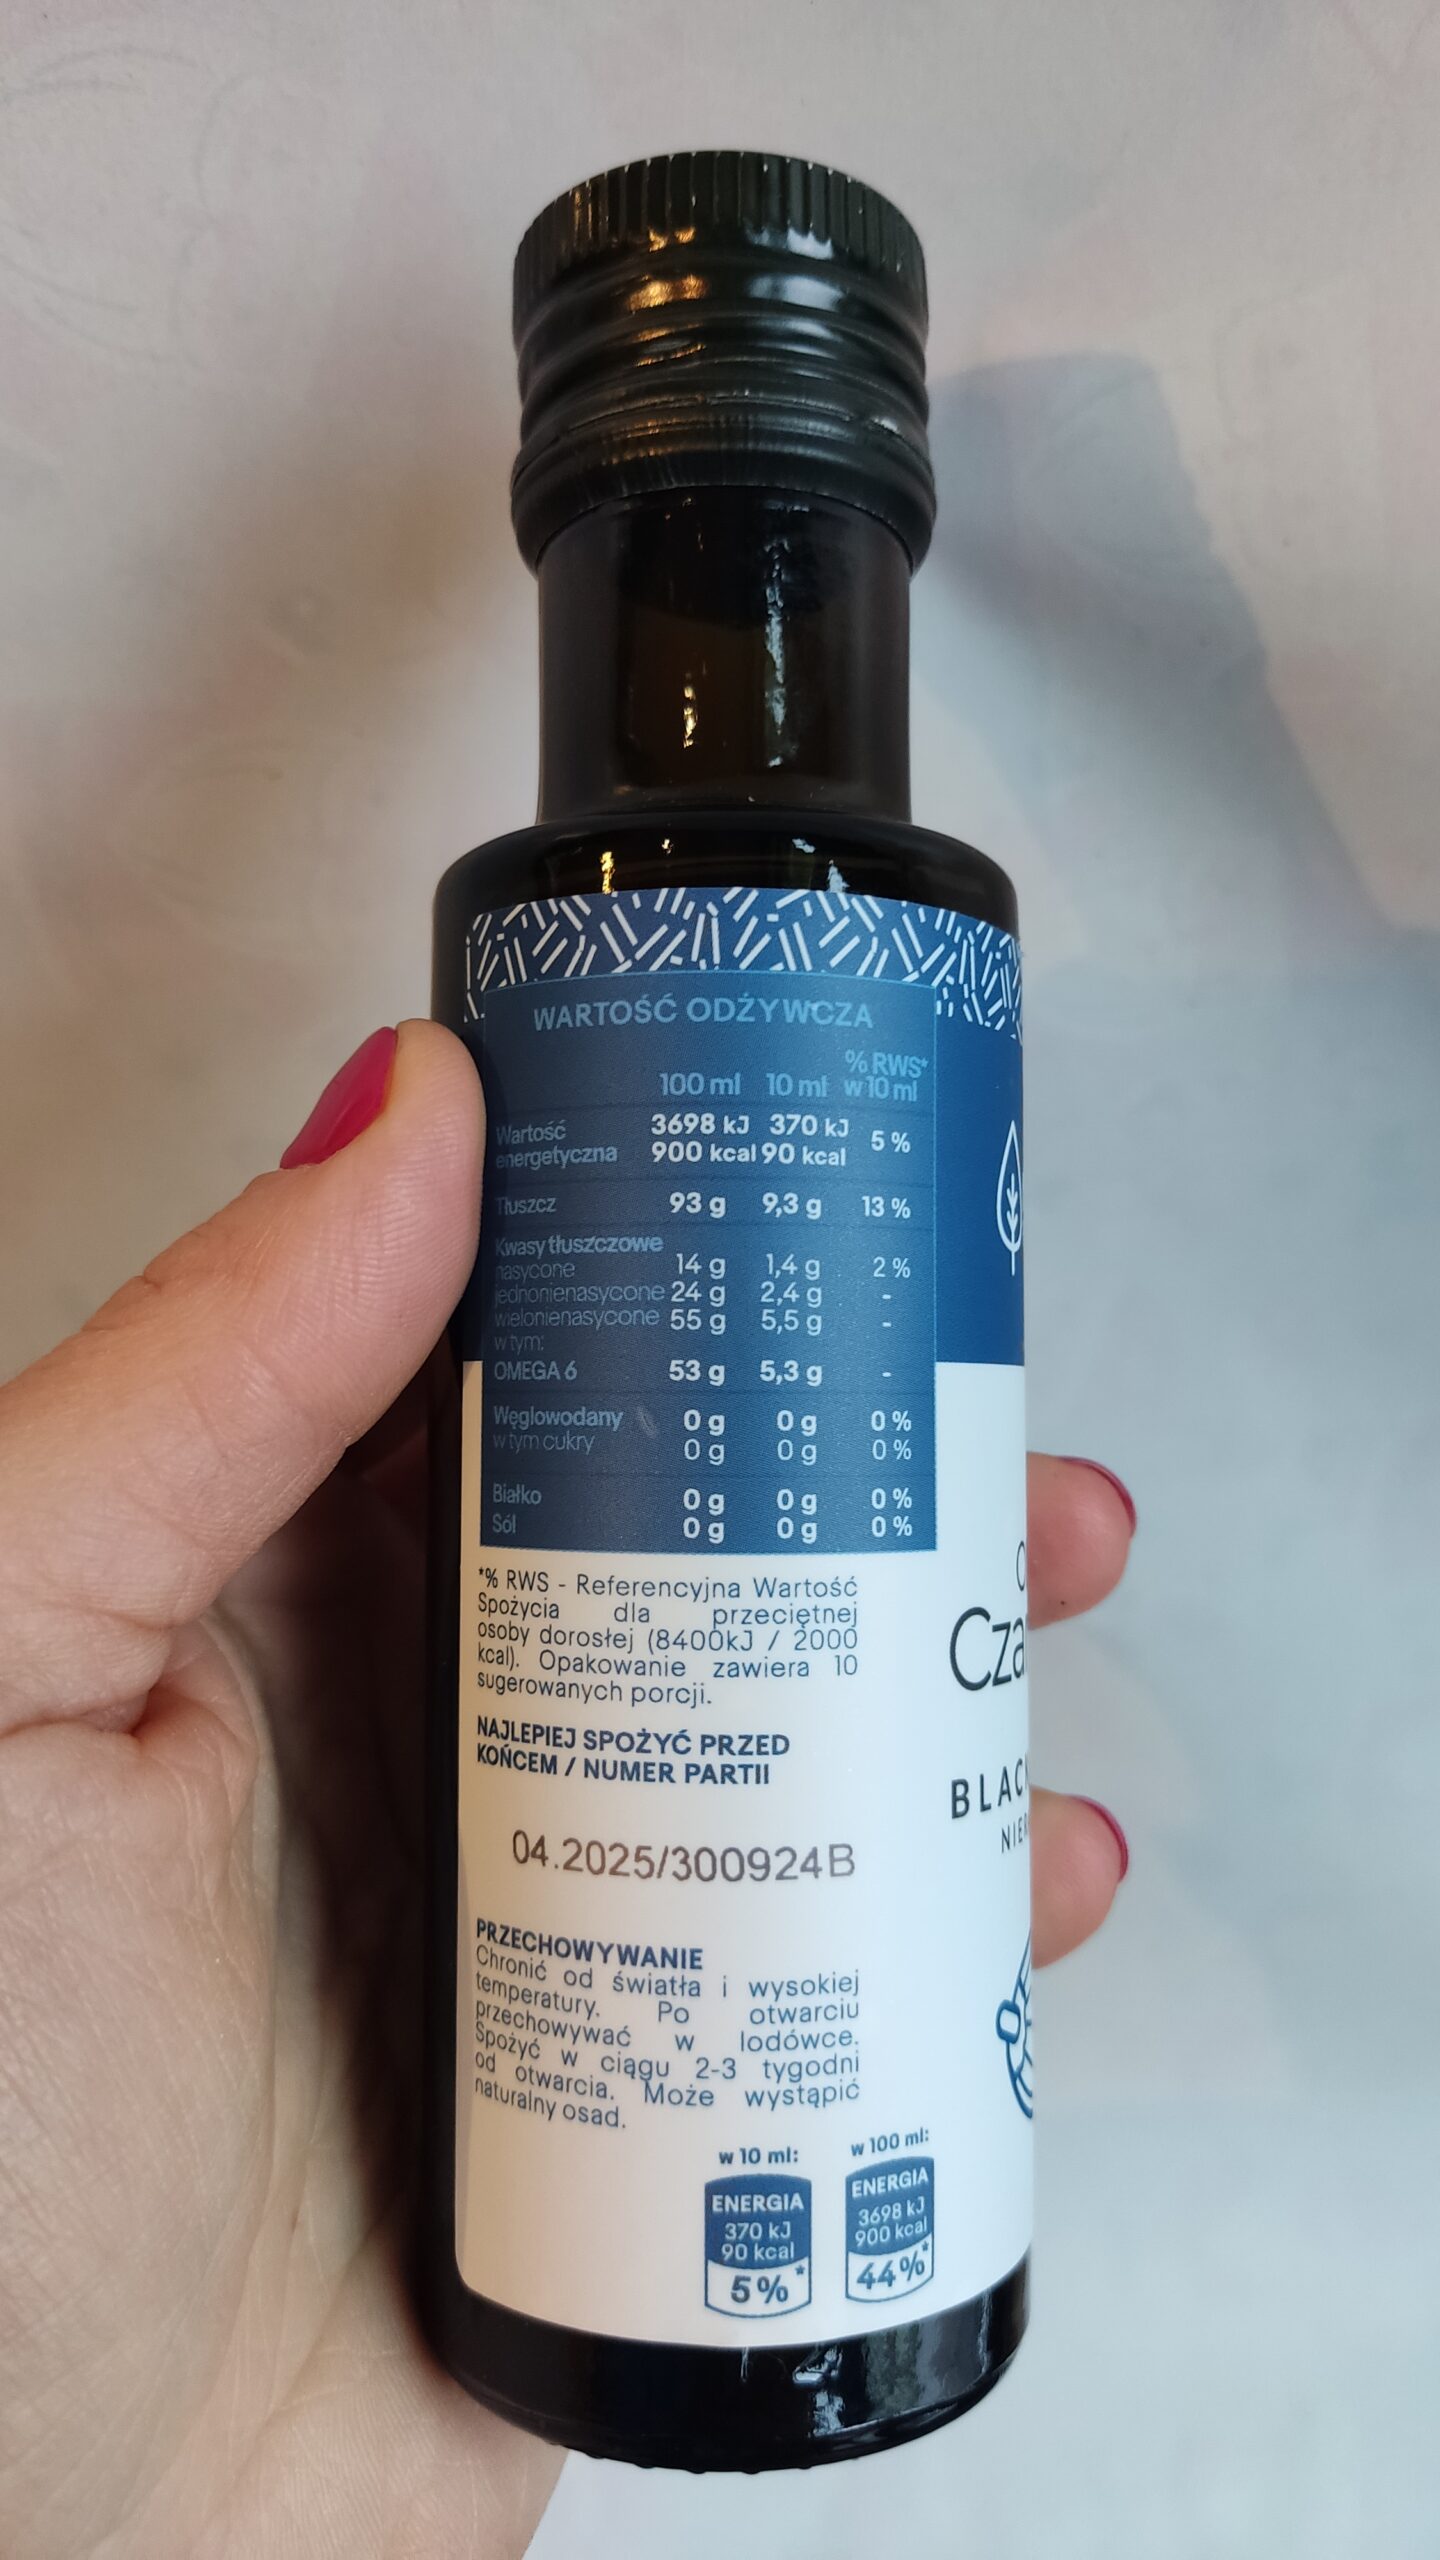 WARTOŚĆ ODŻYWCZA
% RWS*
100 ml 10 ml w 10 ml
Wartość energetyczna 3698 kJ 370 kJ 5 %
900 kcal 90 kcal
Tłuszcz 93 g 9,3 g 13 %
Kwasy tłuszczowe
nasycone 14 g 1,4 g 2 %
jednonienasycone 24 g 2,4 g -
wielonienasycone 55 g 5,5 g -
w tym:
OMEGA 6 53 g 5,3 g -
Węglowodany 0 g 0 g 0 %
w tym cukry 0 g 0 g 0 %
Białko 0 g 0 g 0 %
Sól 0 g 0 g 0 %
*% RWS - Referencyjna Wartość
Spożycia dla przeciętnej
osoby dorosłej (8400kJ / 2000
kcal). Opakowanie zawiera 10
sugerowanych porcji.
NAJLEPIEJ SPOŻYĆ PRZED
KOŃCEM / NUMER PARTII
04.2025/300924B
PRZECHOWYWANIE
Chronić od światła i wysokiej
temperatury. Po otwarciu
przechowywać w lodówce.
Spożyć w ciągu 2-3 tygodni
od otwarcia. Może wystąpić
naturalny osad.
w 10 ml:
ENERGIA
370 kJ
90 kcal
5%*
w 100 ml:
ENERGIA
3698 kJ
900 kcal
44%*
Cza
BLAC
NIER